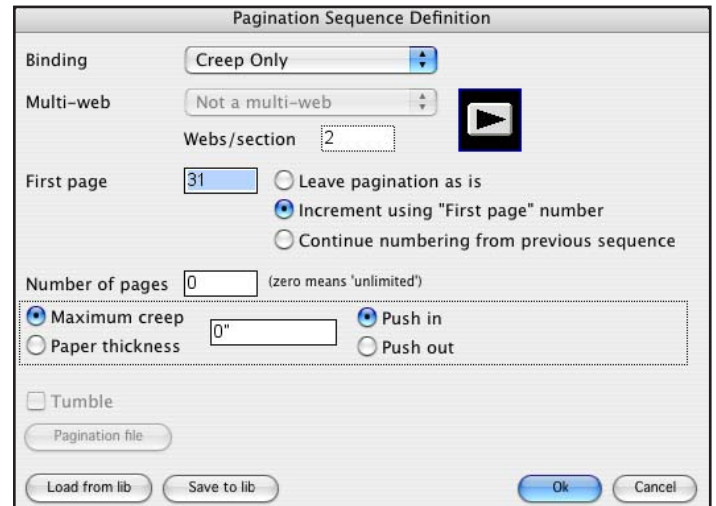 Pagination Sequence Definition
Binding Creep Only
Multi-web Not a multi-web
Webs/section 2
First page 31 Leave pagination as is
Increment using "First page" number
Continue numbering from previous sequence
Number of pages 0 (zero means 'unlimited')
Maximum creep 0" Push in
Paper thickness Push out
Tumble
Pagination file
Load from lib Save to lib Ok Cancel